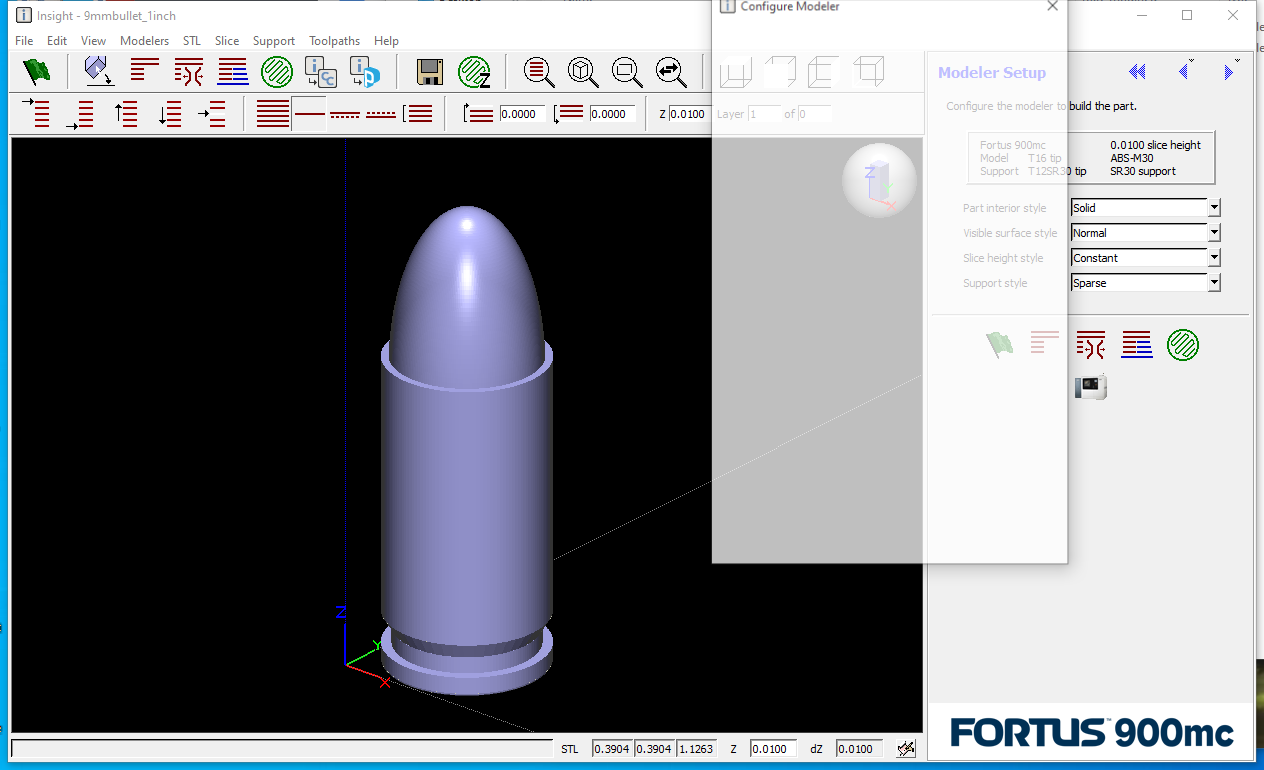 Configure Modeler
Insight - 9mmbullet_1inch
File Edit View Modelers STL Slice Support Toolpaths Help
i cc i p
Z
0.0000 0.0000 Z 0.0100 Layer 1 of 0
Modeler Setup
Configure the modeler to build the part.
Fortus 900mc 0.0100 slice height
Model T16 tip ABS-M30
Support T12SR30 tip SR30 support
Part interior style Solid
Visible surface style Normal
Slice height style Constant
Support style Sparse
Z
Y
X
Z
Y
X
FORTUS™ 900mc
STL 0.3904 0.3904 1.1263 Z 0.0100 dZ 0.0100